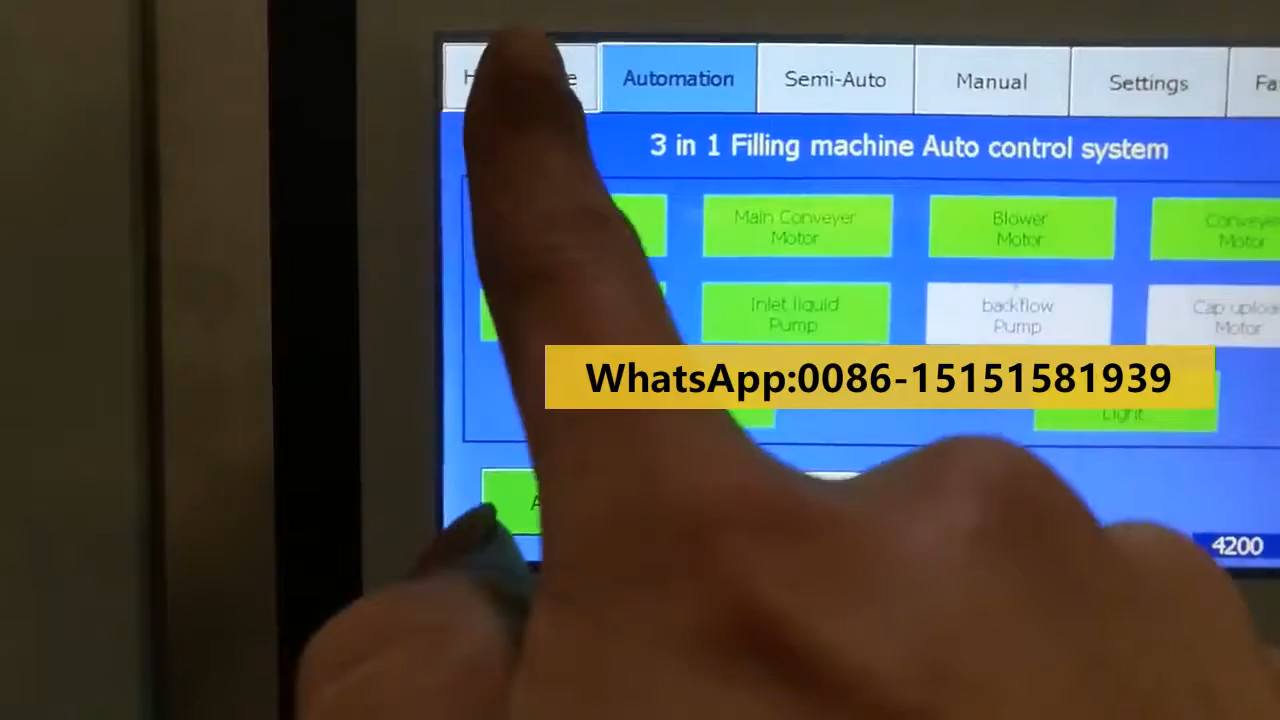 Automation
Semi-Auto
Manual
Settings
3 in 1 Filling machine Auto control system
Main Conveyer
Motor
Blower
Motor
Conveyer
Motor
Inlet liquid
Pump
backflow
Pump
Cap upload
Motor
WhatsApp:0086-15151581939
Light
4200